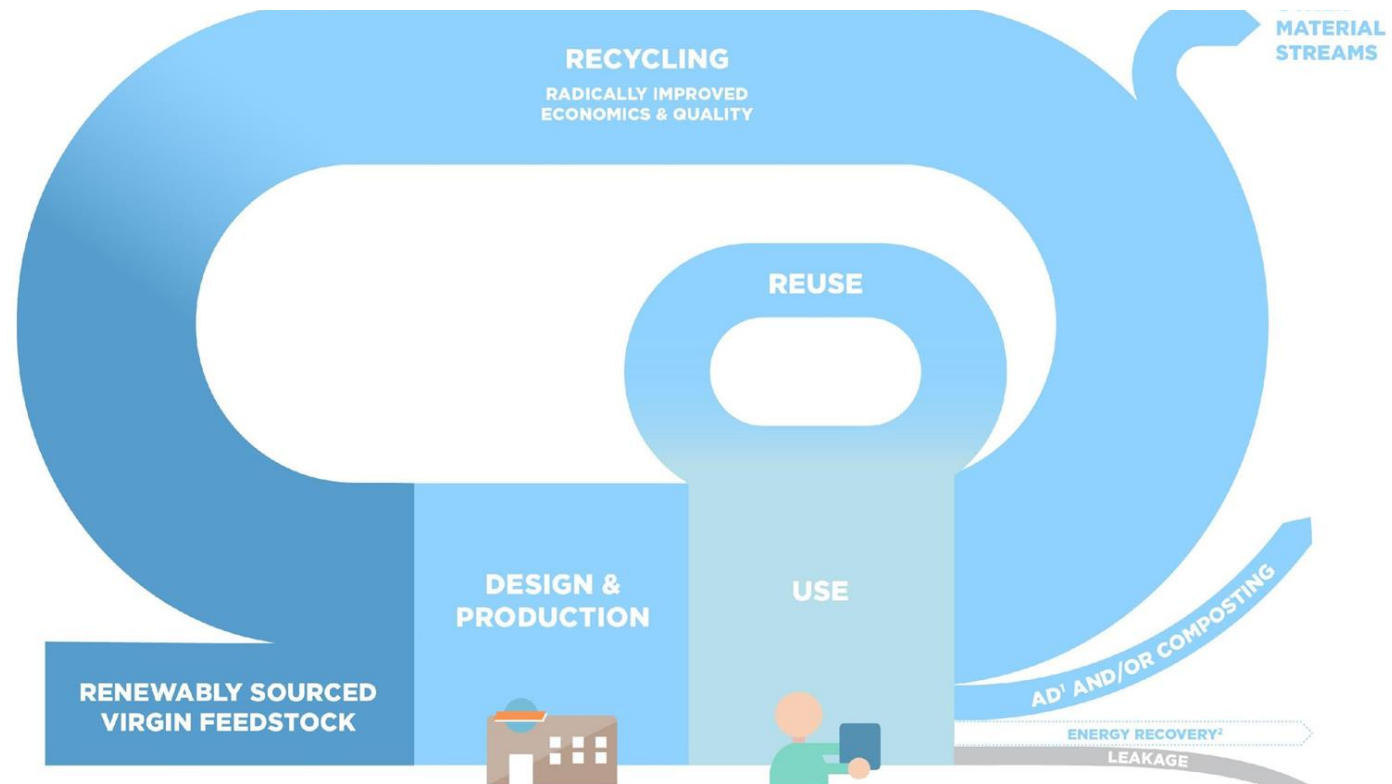 MATERIAL
STREAMS
RECYCLING
RADICALLY IMPROVED
ECONOMICS & QUALITY
REUSE
DESIGN &
PRODUCTION
USE
RENEWABLY SOURCED
VIRGIN FEEDSTOCK
AD¹ AND/OR COMPOSTING
ENERGY RECOVERY²
LEAKAGE